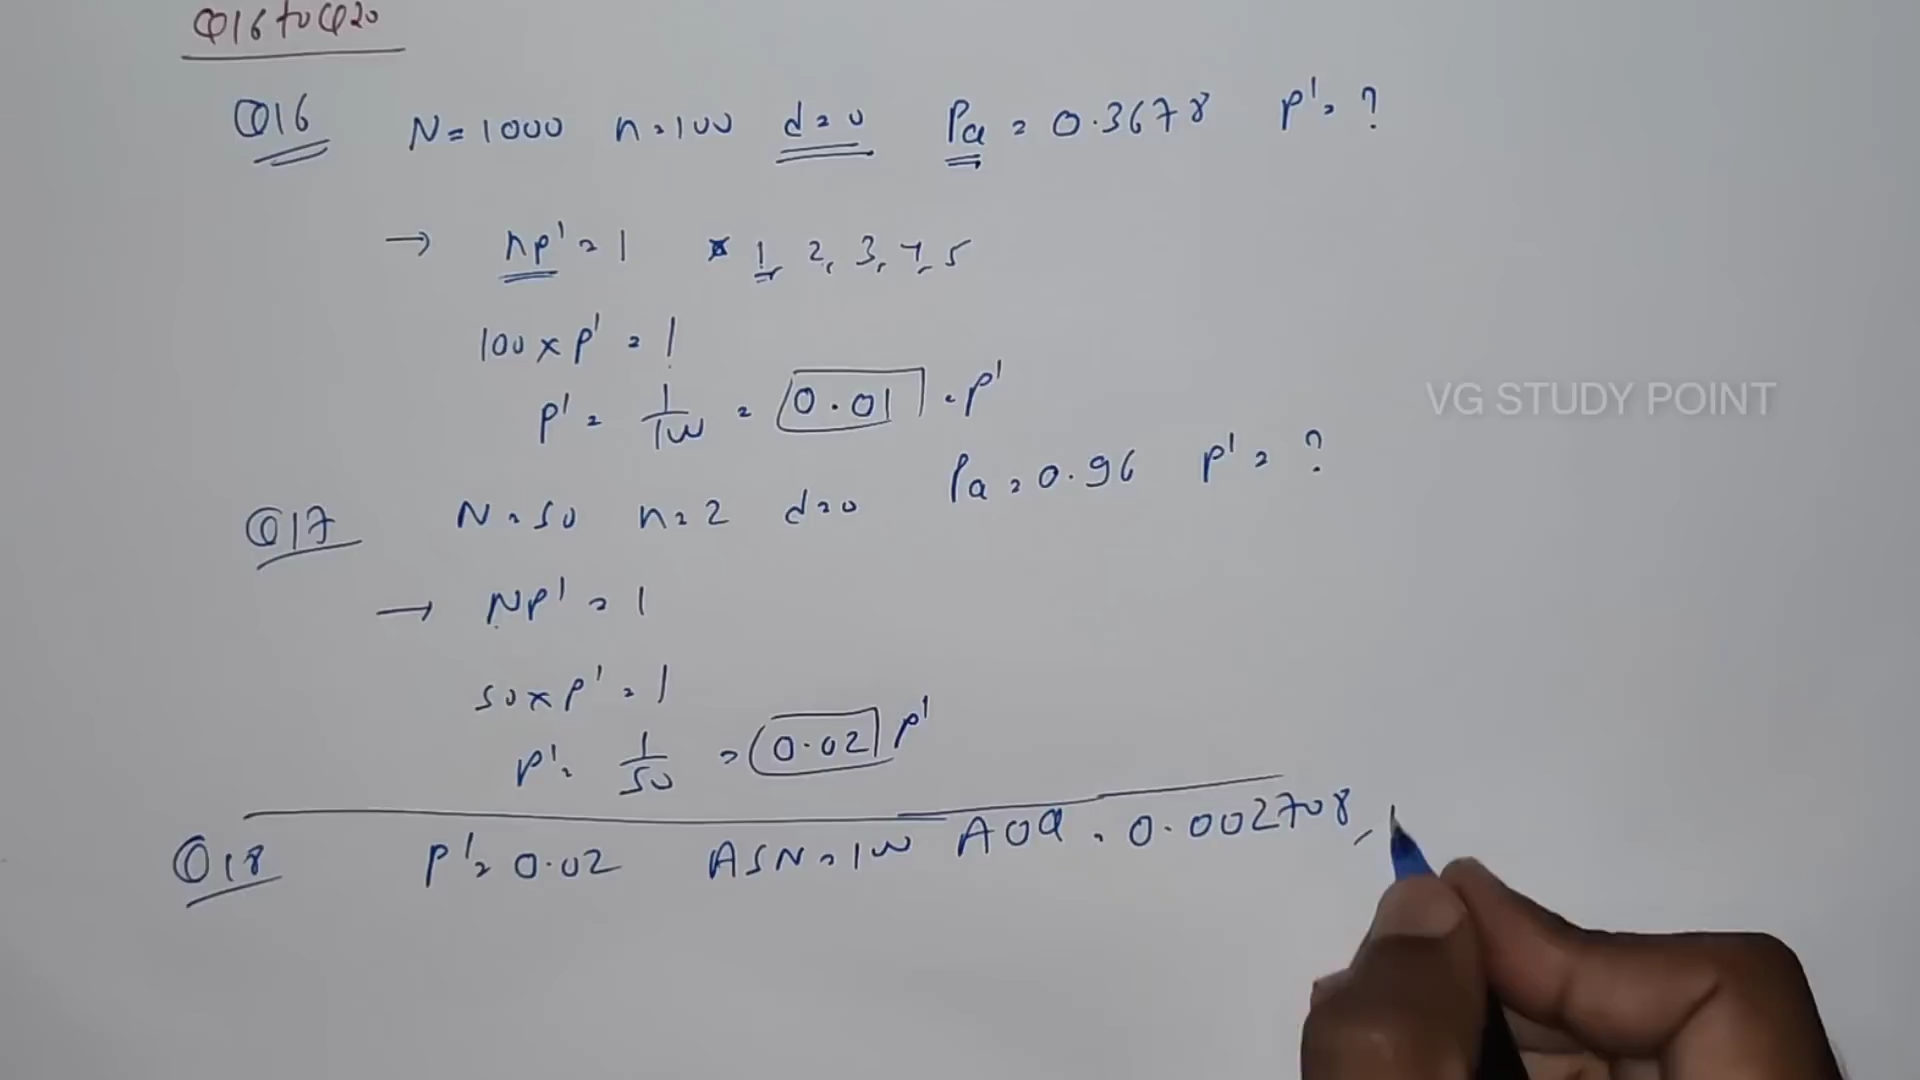 Q16 to Q20
Q16 N=1000 n=100 d=0 Pa = 0.3678 p'=?
→ np' = 1 * 1, 2, 3, 4, 5
100 x p' = 1
p' = 1/100 = 0.01 = p'
Q17 N=50 n=2 d=0 Pa = 0.96 p' = ?
→ Np' = 1
50 x p' = 1
p' = 1/50 = 0.02 p'
Q18 p' = 0.02 ASN = 100 AOQ = 0.002708,
VG STUDY POINT